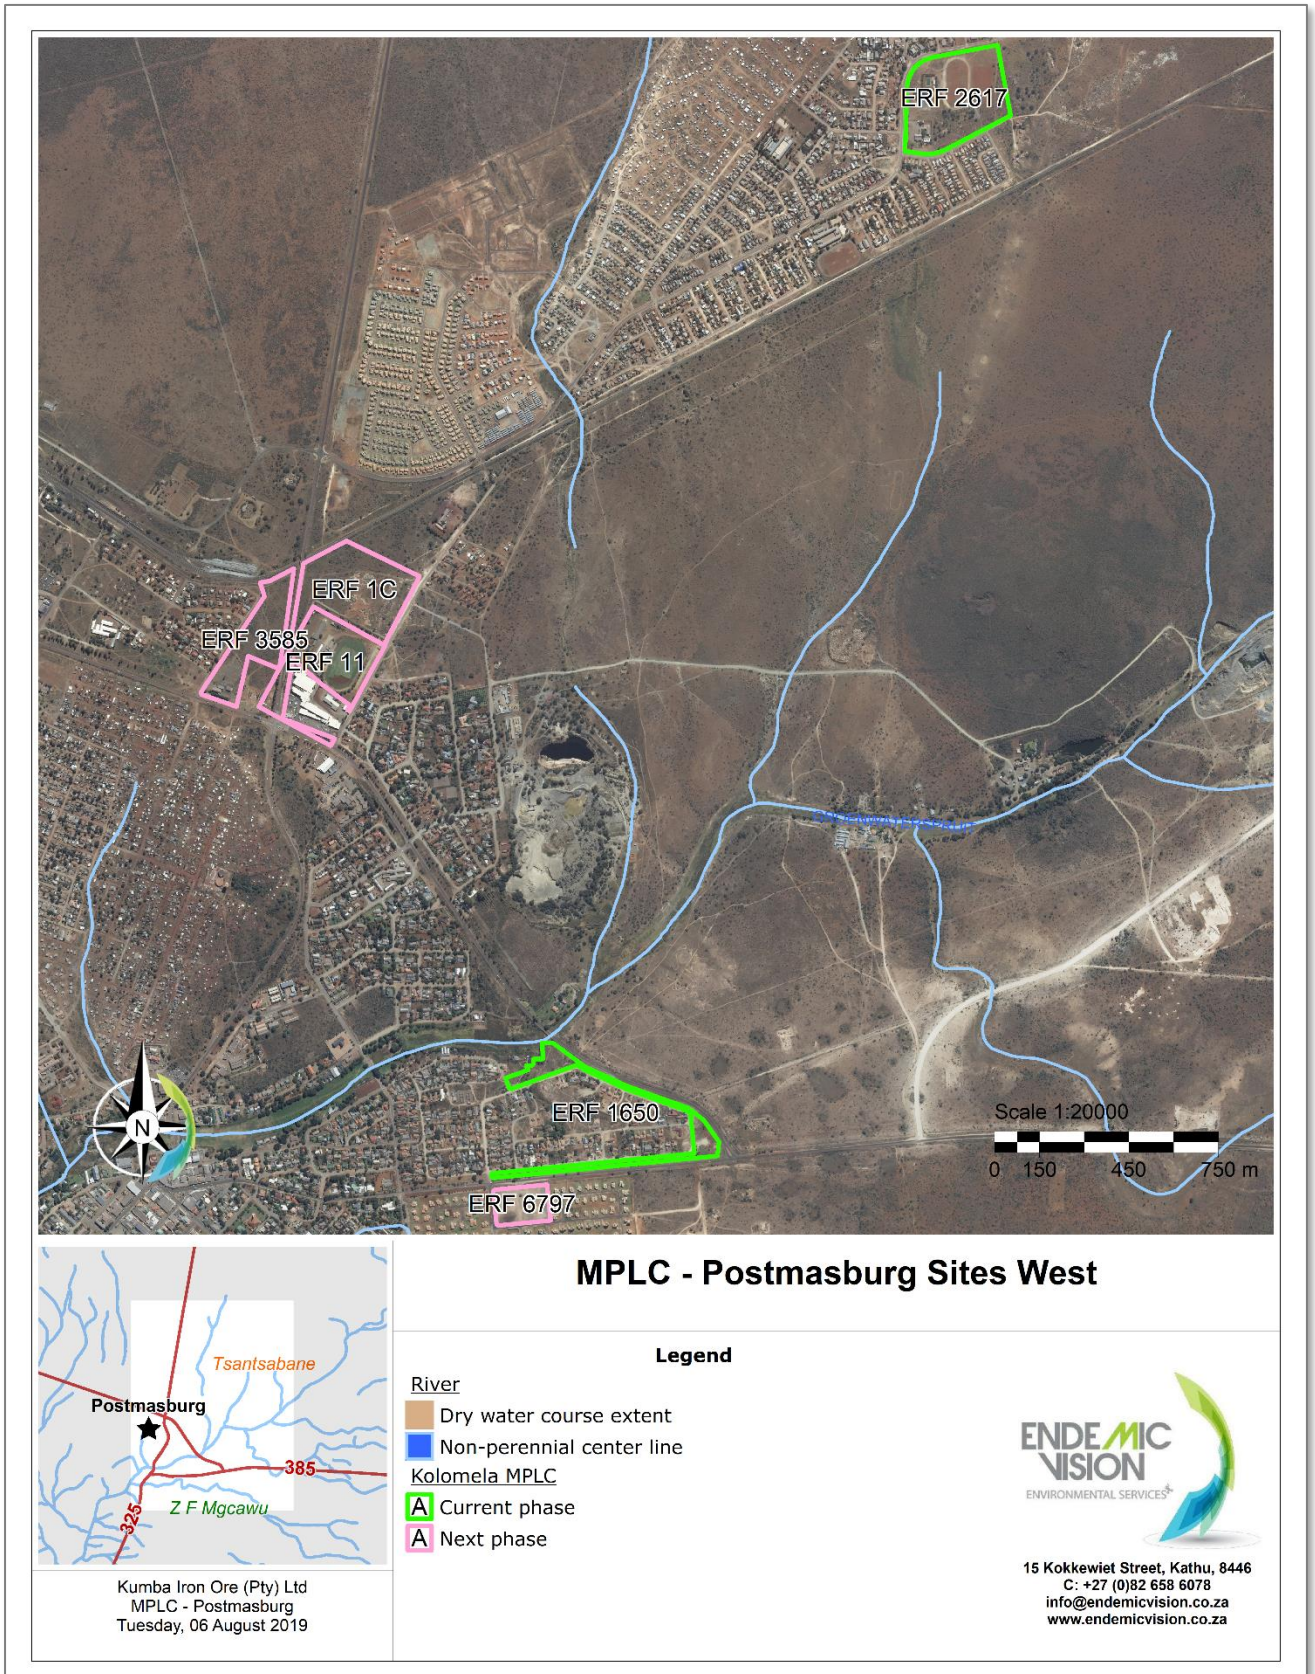 ERF 2617
ERF 1C
ERF 3585
ERF 11
GROENWATERSPRUIT
ERF 1650
ERF 6797
N
Scale 1:20000
0 150 450 750 m
MPLC - Postmasburg Sites West
Tsantsabane
Postmasburg
385
325
Z F Mgcawu
Kumba Iron Ore (Pty) Ltd
MPLC - Postmasburg
Tuesday, 06 August 2019
Legend
River
Dry water course extent
Non-perennial center line
Kolomela MPLC
A Current phase
A Next phase
ENDEMIC
VISION
ENVIRONMENTAL SERVICES
15 Kokkewiet Street, Kathu, 8446
C: +27 (0)82 658 6078
info@endemicvision.co.za
www.endemicvision.co.za